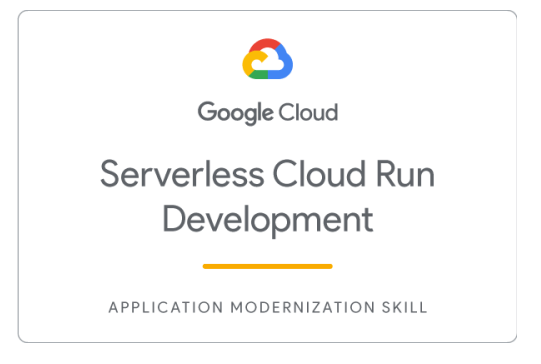 Google Cloud
Serverless Cloud Run
Development
APPLICATION MODERNIZATION SKILL